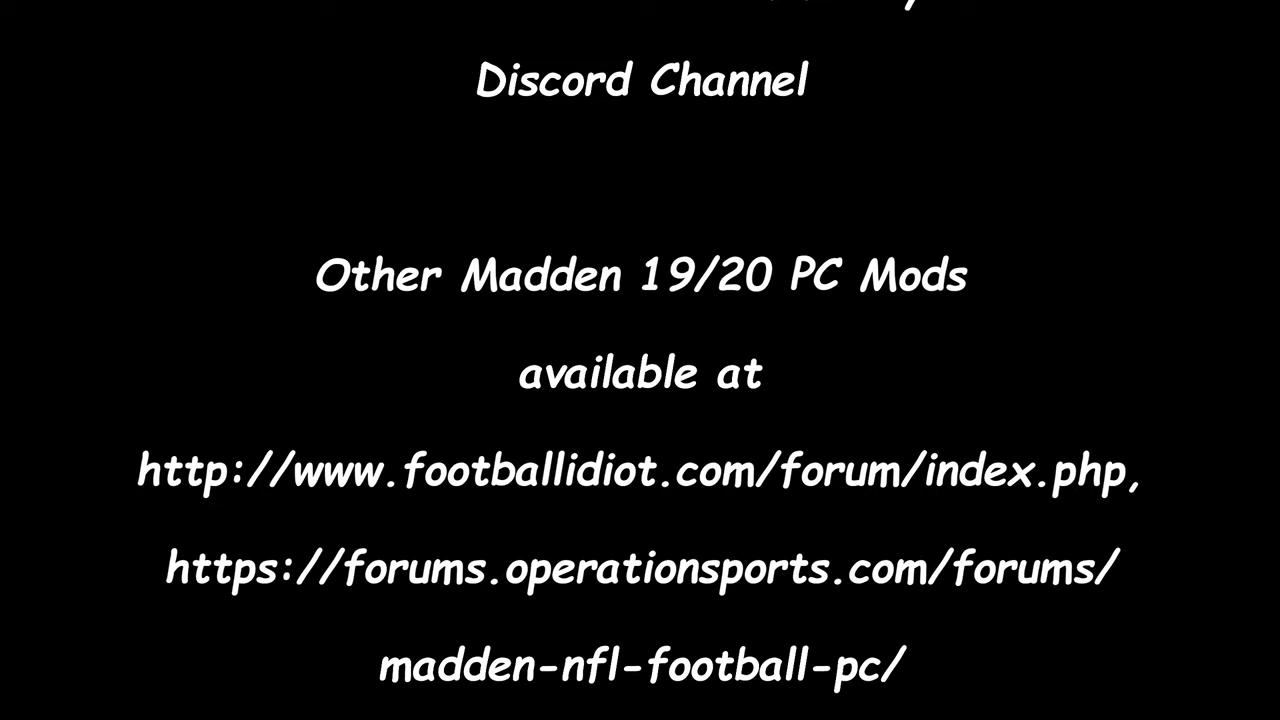 Discord Channel
Other Madden 19/20 PC Mods
available at
http://www.footballidiot.com/forum/index.php,
https://forums.operationsports.com/forums/
madden-nfl-football-pc/